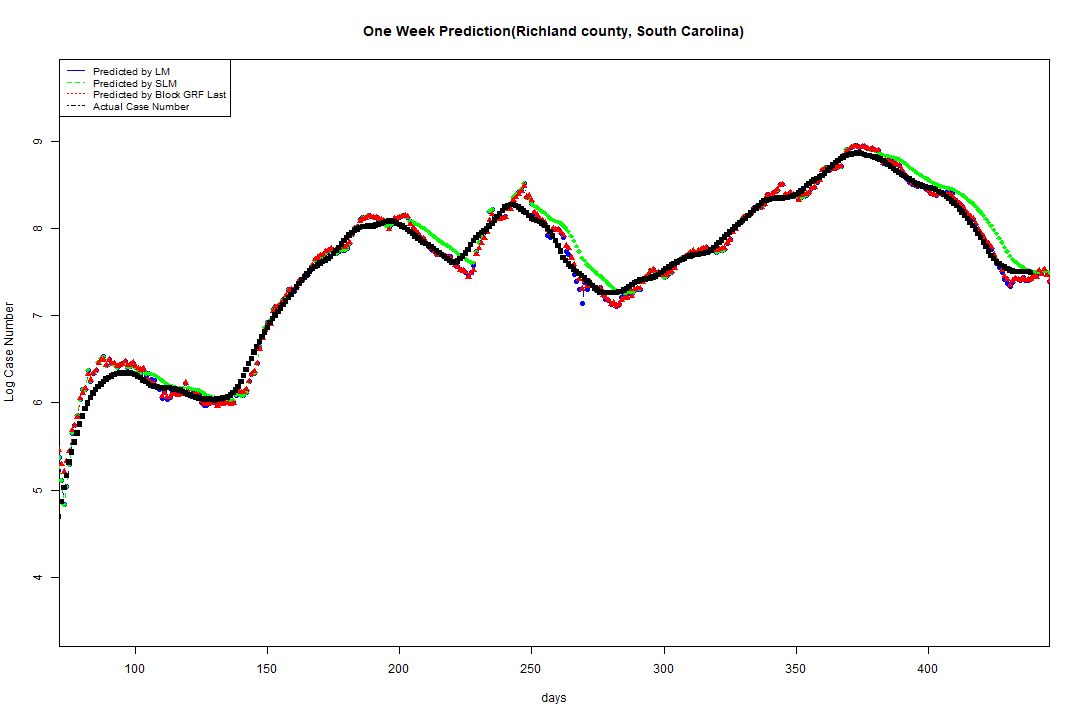 One Week Prediction(Richland county, South Carolina)
Predicted by LM
Predicted by SLM
Predicted by Block GRF Last
Actual Case Number
9
8
7
6
5
4
Log Case Number
100 150 200 250 300 350 400
days